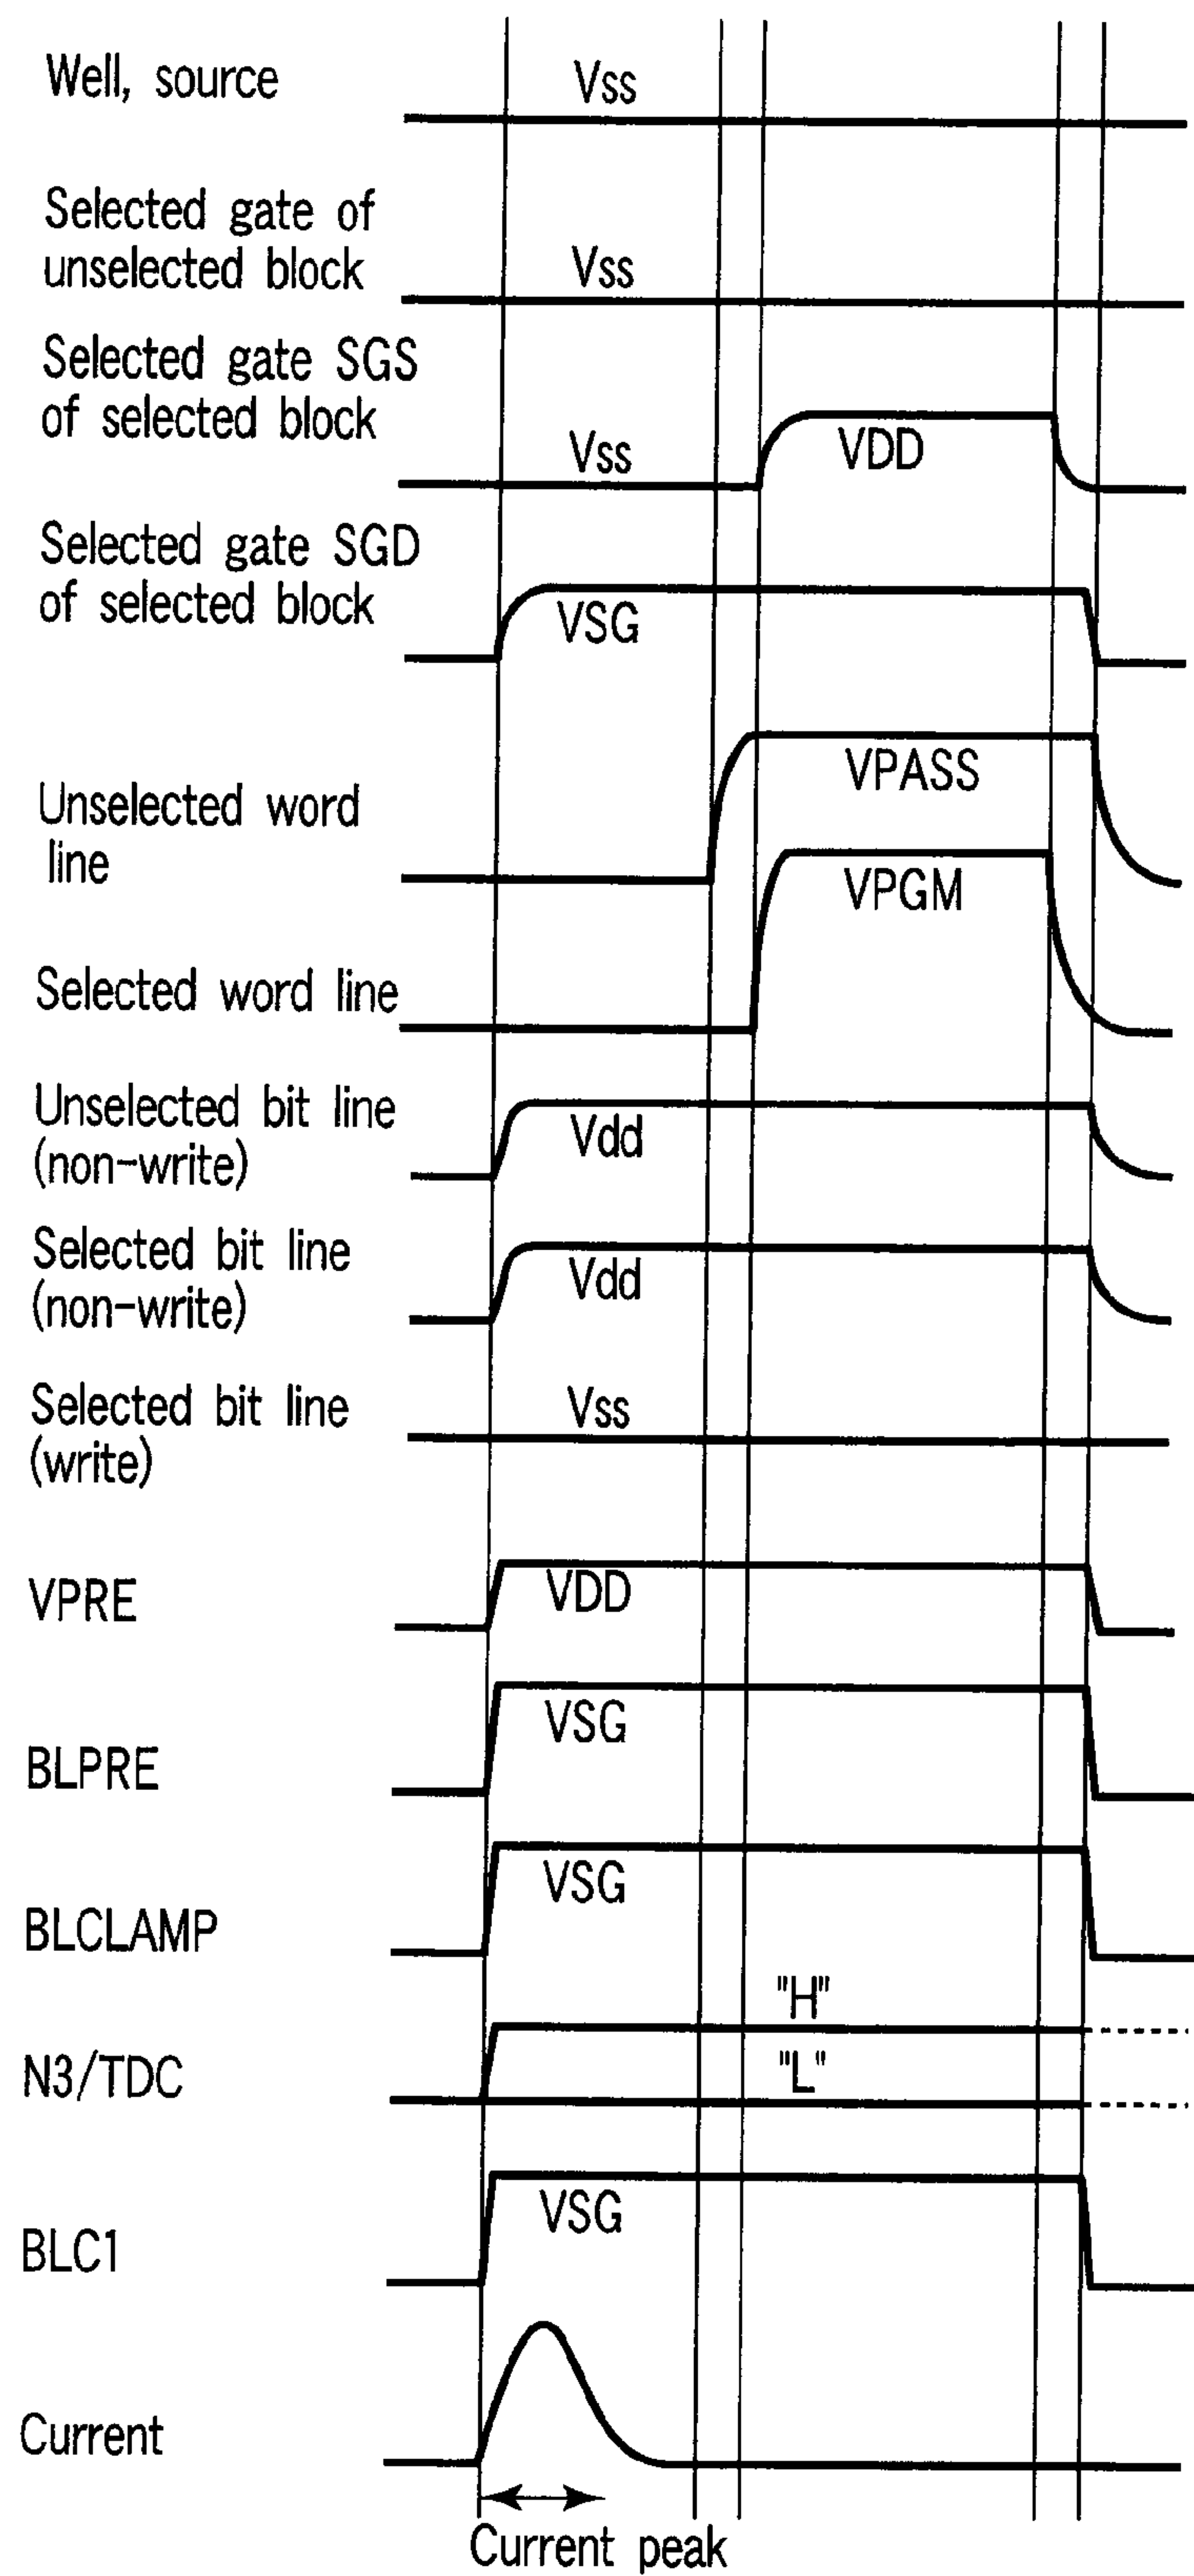 Well, source
Vss
Selected gate of
unselected block
Vss
Selected gate SGS
of selected block
Vss
VDD
Selected gate SGD
of selected block
VSG
Unselected word
line
VPASS
VPGM
Selected word line
Unselected bit line
(non-write)
Vdd
Selected bit line
(non-write)
Vdd
Selected bit line
(write)
Vss
VPRE
VDD
BLPRE
VSG
BLCLAMP
VSG
N3/TDC
"H"
"L"
BLC1
VSG
Current
Current peak